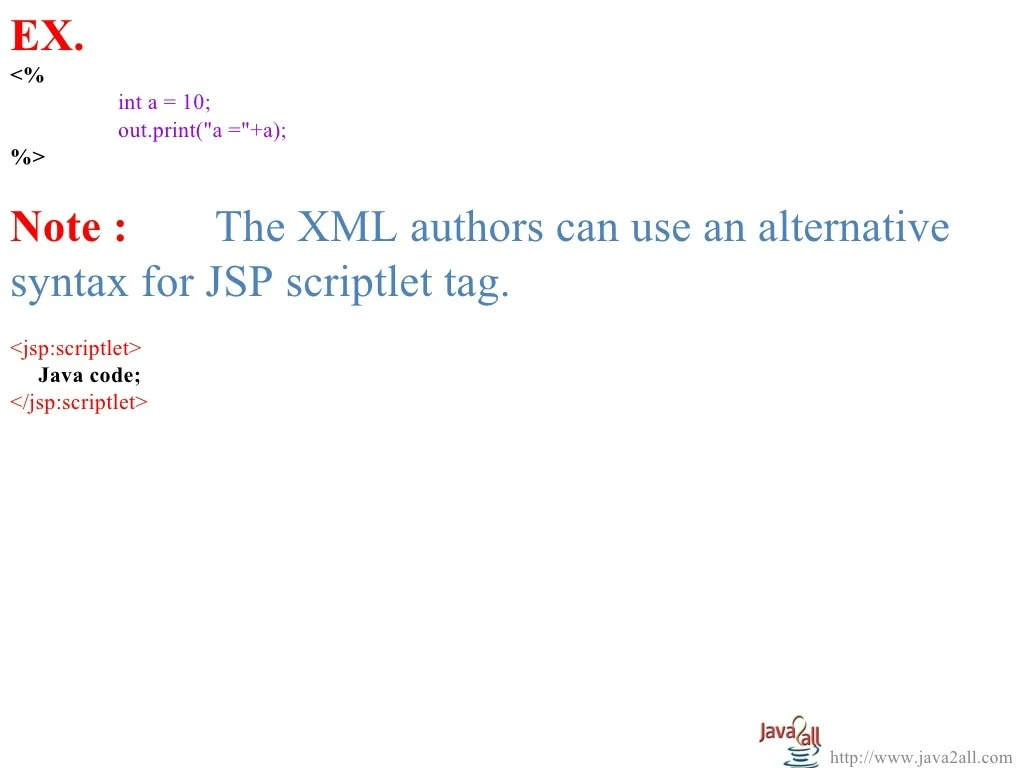 EX.
<%
int a = 10;
out.print("a ="+a);
%>
Note : The XML authors can use an alternative
syntax for JSP scriptlet tag.
<jsp:scriptlet>
Java code;
</jsp:scriptlet>
Java2all
http://www.java2all.com